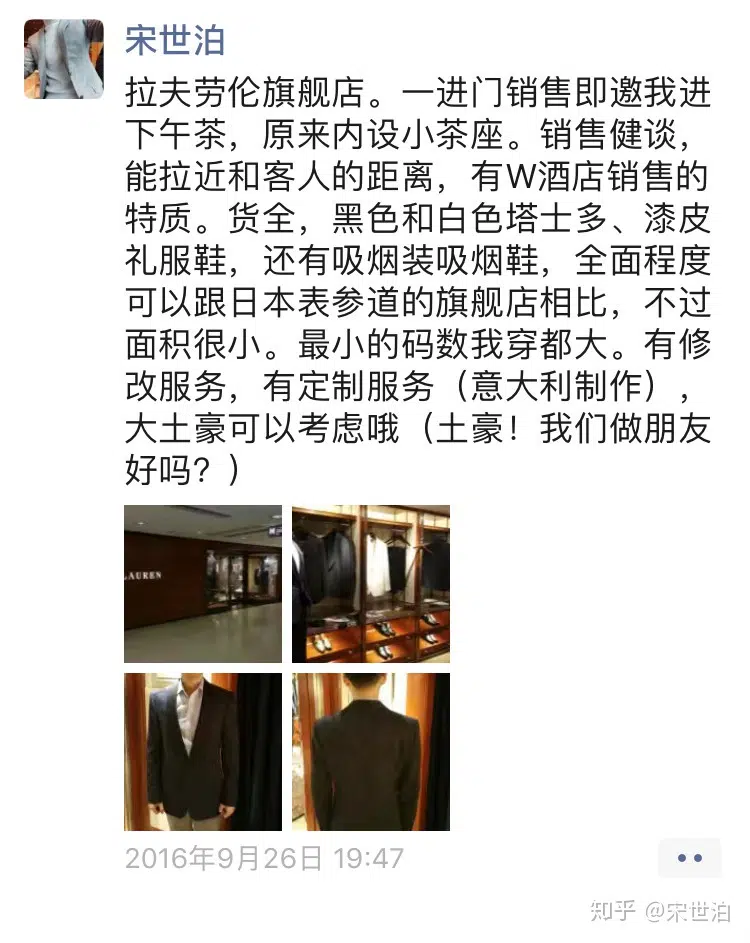 宋世泊
拉夫劳伦旗舰店。一进门销售即邀我进
下午茶，原来内设小茶座。销售健谈，
能拉近和客人的距离，有W酒店销售的
特质。货全，黑色和白色塔士多、漆皮
礼服鞋，还有吸烟装吸烟鞋，全面程度
可以跟日本表参道的旗舰店相比，不过
面积很小。最小的码数我穿都大。有修
改服务，有定制服务（意大利制作），
大土豪可以考虑哦（土豪！我们做朋友
好吗？）
LAUREN
2016年9月26日 19:47
知乎 @宋世泊